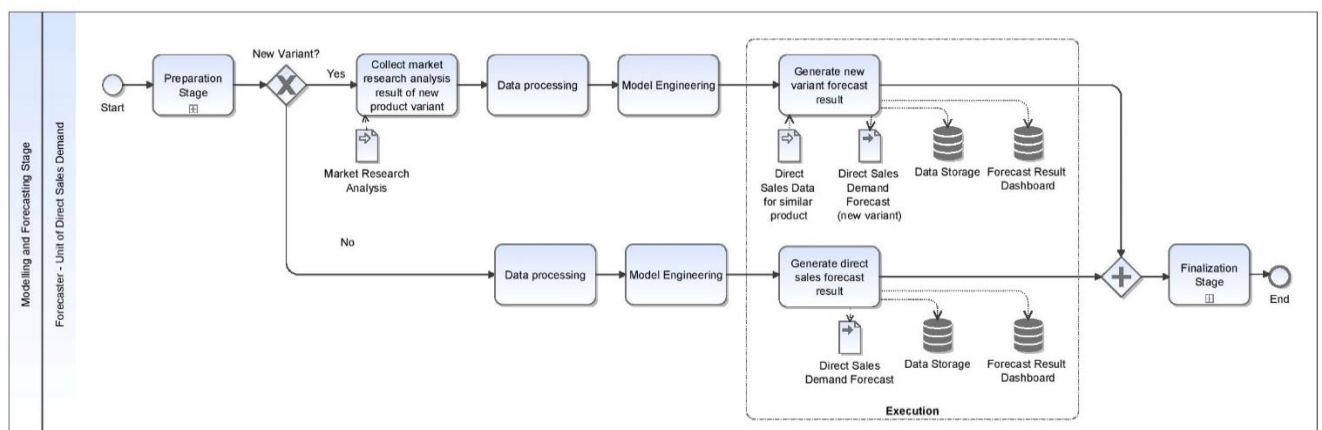 Modelling and Forecasting Stage
Forecaster - Unit of Direct Sales Demand
Start
Preparation
Stage
New Variant?
Yes
Collect market
research analysis
result of new
product variant
Market Research
Analysis
Data processing
Model Engineering
Generate new
variant forecast
result
Direct
Sales Data
for similar
product
Direct Sales
Demand
Forecast
(new variant)
Data Storage
Forecast Result
Dashboard
No
Data processing
Model Engineering
Generate direct
sales forecast
result
Direct Sales
Demand Forecast
Data Storage
Forecast Result
Dashboard
Execution
Finalization
Stage
End